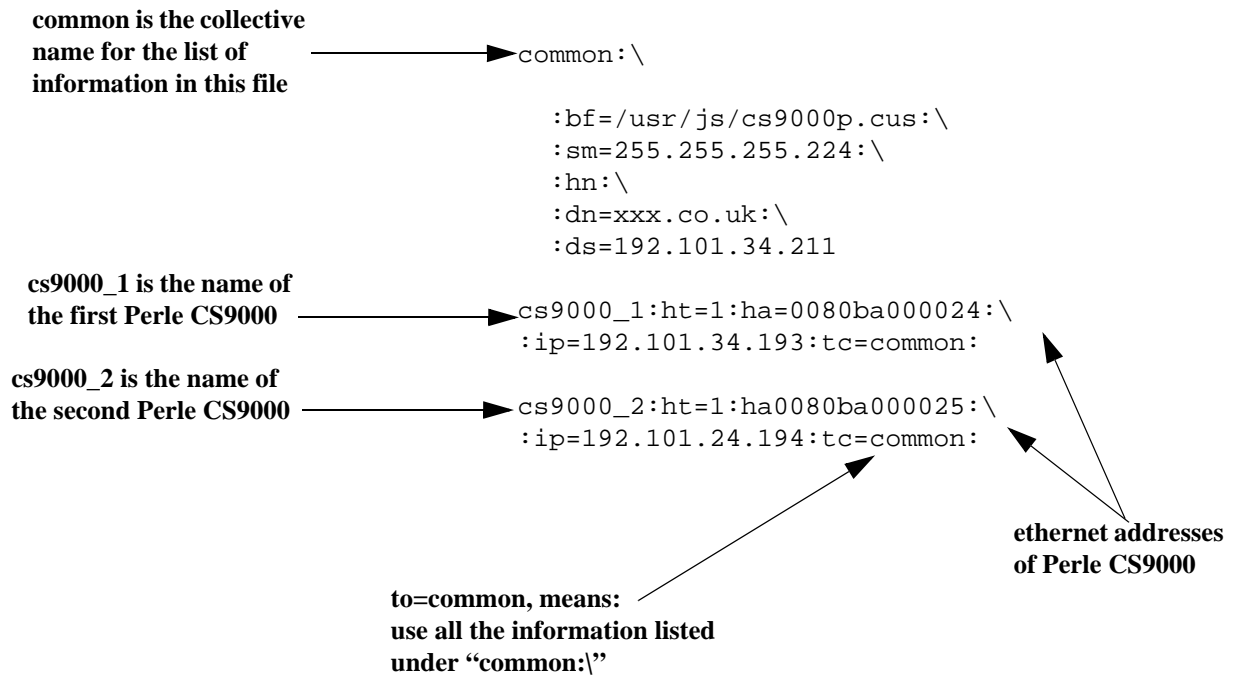 common is the collective
name for the list of
information in this file
common:\
:bf=/usr/js/cs9000p.cus:\
:sm=255.255.255.224:\
:hn:\
:dn=xxx.co.uk:\
:ds=192.101.34.211
cs9000_1 is the name of
the first Perle CS9000
cs9000_1:ht=1:ha=0080ba000024:\
:ip=192.101.34.193:tc=common:
cs9000_2 is the name of
the second Perle CS9000
cs9000_2:ht=1:ha0080ba000025:\
:ip=192.101.24.194:tc=common:
ethernet addresses
of Perle CS9000
to=common, means:
use all the information listed
under “common:\”